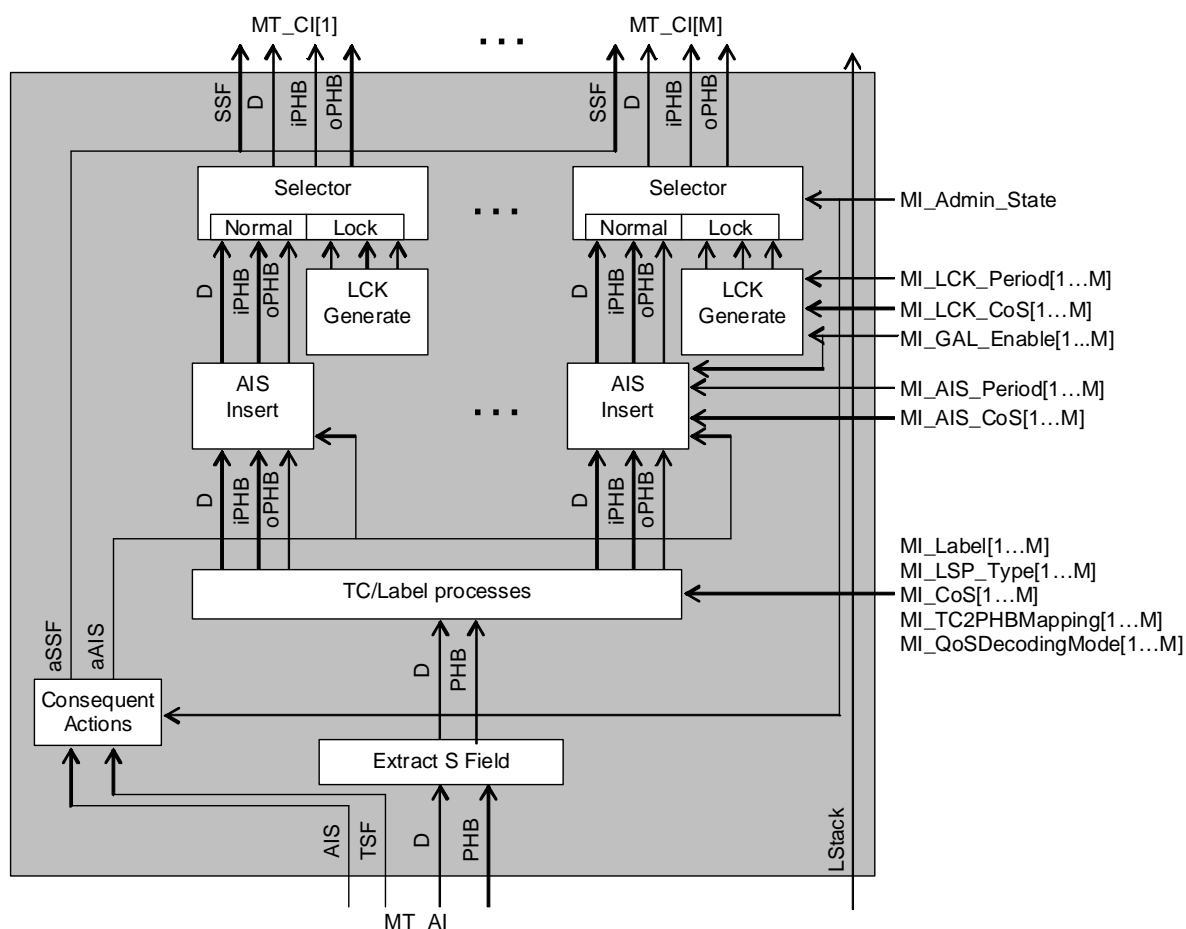 MT_CI[1]
...
MT_CI[M]
SSF
D
iPHB
oPHB
SSF
D
iPHB
oPHB
Selector
...
Selector
MI_Admin_State
Normal
Lock
Normal
Lock
D
iPHB
oPHB
LCK
Generate
D
iPHB
oPHB
LCK
Generate
MI_LCK_Period[1…M]
MI_LCK_CoS[1…M]
MI_GAL_Enable[1...M]
AIS
Insert
...
AIS
Insert
MI_AIS_Period[1…M]
MI_AIS_CoS[1…M]
D
iPHB
oPHB
D
iPHB
oPHB
TC/Label processes
MI_Label[1…M]
MI_LSP_Type[1…M]
MI_CoS[1…M]
MI_TC2PHBMapping[1…M]
MI_QoSDecodingMode[1…M]
aSSF
aAIS
D
PHB
Consequent
Actions
Extract S Field
AIS
TSF
D
PHB
LStack
MT_AI